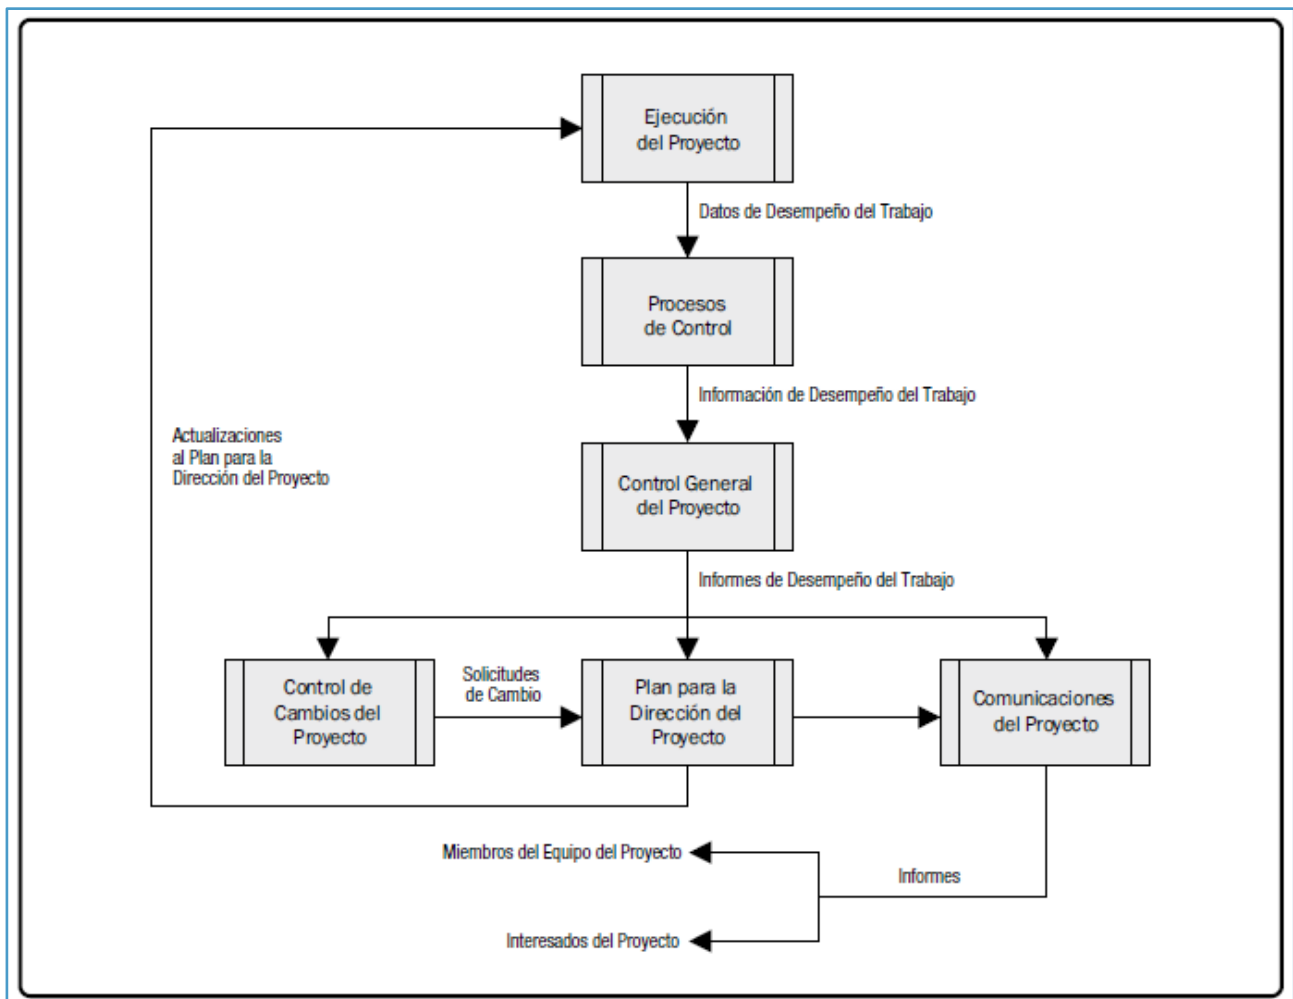 Ejecución
del Proyecto
Datos de Desempeño del Trabajo
Procesos
de Control
Información de Desempeño del Trabajo
Actualizaciones
al Plan para la
Dirección del Proyecto
Control General
del Proyecto
Informes de Desempeño del Trabajo
Control de
Cambios del
Proyecto
Solicitudes
de Cambio
Plan para la
Dirección del
Proyecto
Comunicaciones
del Proyecto
Miembros del Equipo del Proyecto
Informes
Interesados del Proyecto